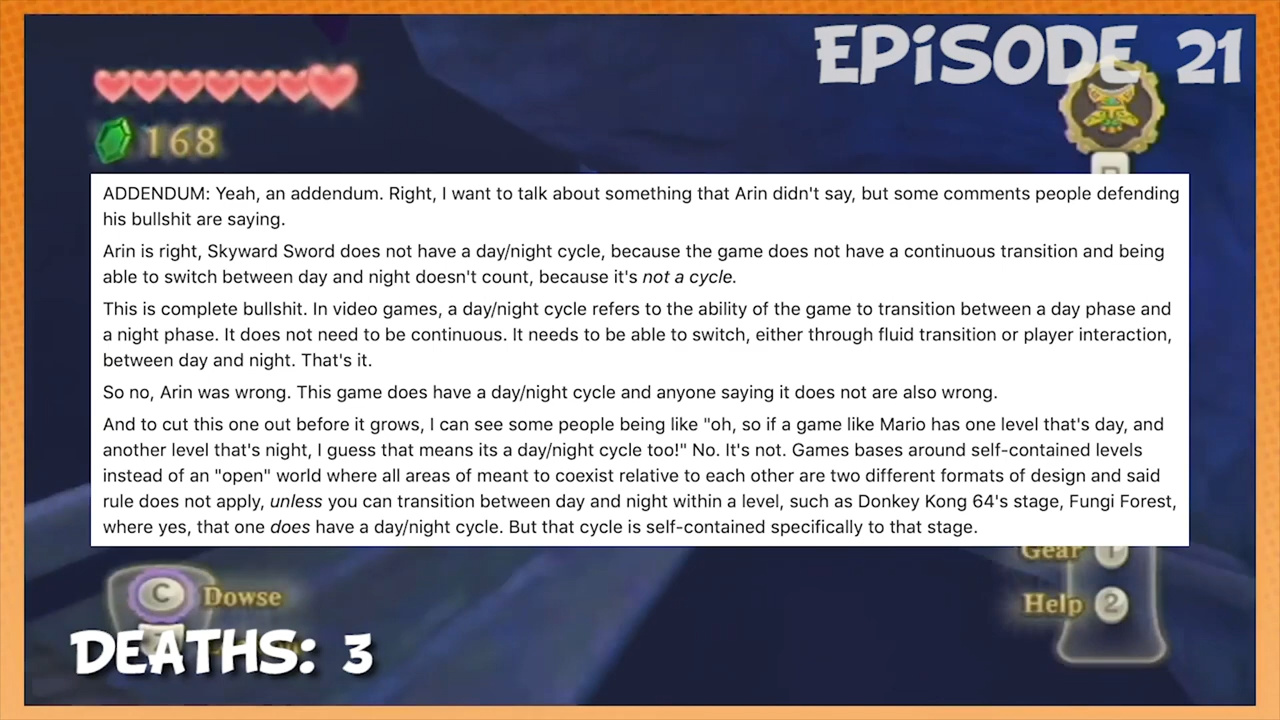 EPISODE 21
168
ADDENDUM: Yeah, an addendum. Right, I want to talk about something that Arin didn't say, but some comments people defending
his bullshit are saying.
Arin is right, Skyward Sword does not have a day/night cycle, because the game does not have a continuous transition and being
able to switch between day and night doesn't count, because it's not a cycle.
This is complete bullshit. In video games, a day/night cycle refers to the ability of the game to transition between a day phase and
a night phase. It does not need to be continuous. It needs to be able to switch, either through fluid transition or player interaction,
between day and night. That's it.
So no, Arin was wrong. This game does have a day/night cycle and anyone saying it does not are also wrong.
And to cut this one out before it grows, I can see some people being like "oh, so if a game like Mario has one level that's day, and
another level that's night, I guess that means its a day/night cycle too!" No. It's not. Games bases around self-contained levels
instead of an "open" world where all areas of meant to coexist relative to each other are two different formats of design and said
rule does not apply, unless you can transition between day and night within a level, such as Donkey Kong 64's stage, Fungi Forest,
where yes, that one does have a day/night cycle. But that cycle is self-contained specifically to that stage.
Gear 1
C Dowse
Help 2
DEATHS: 3